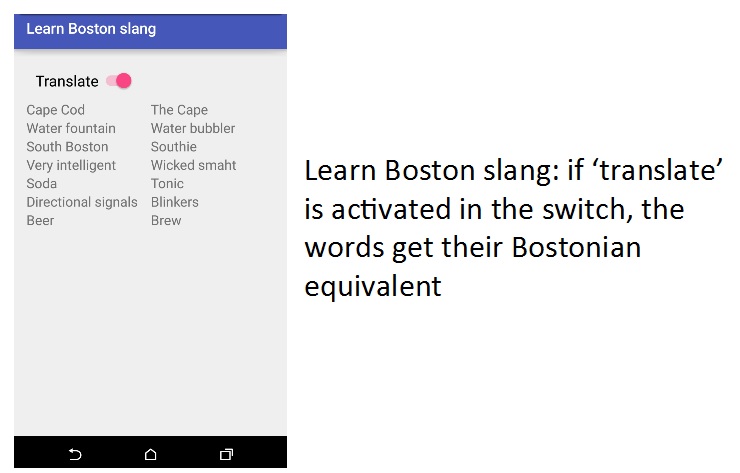 Learn Boston slang
Translate
Cape Cod The Cape
Water fountain Water bubbler
South Boston Southie
Very intelligent Wicked smaht
Soda Tonic
Directional signals Blinkers
Beer Brew
Learn Boston slang: if ‘translate’
is activated in the switch, the
words get their Bostonian
equivalent